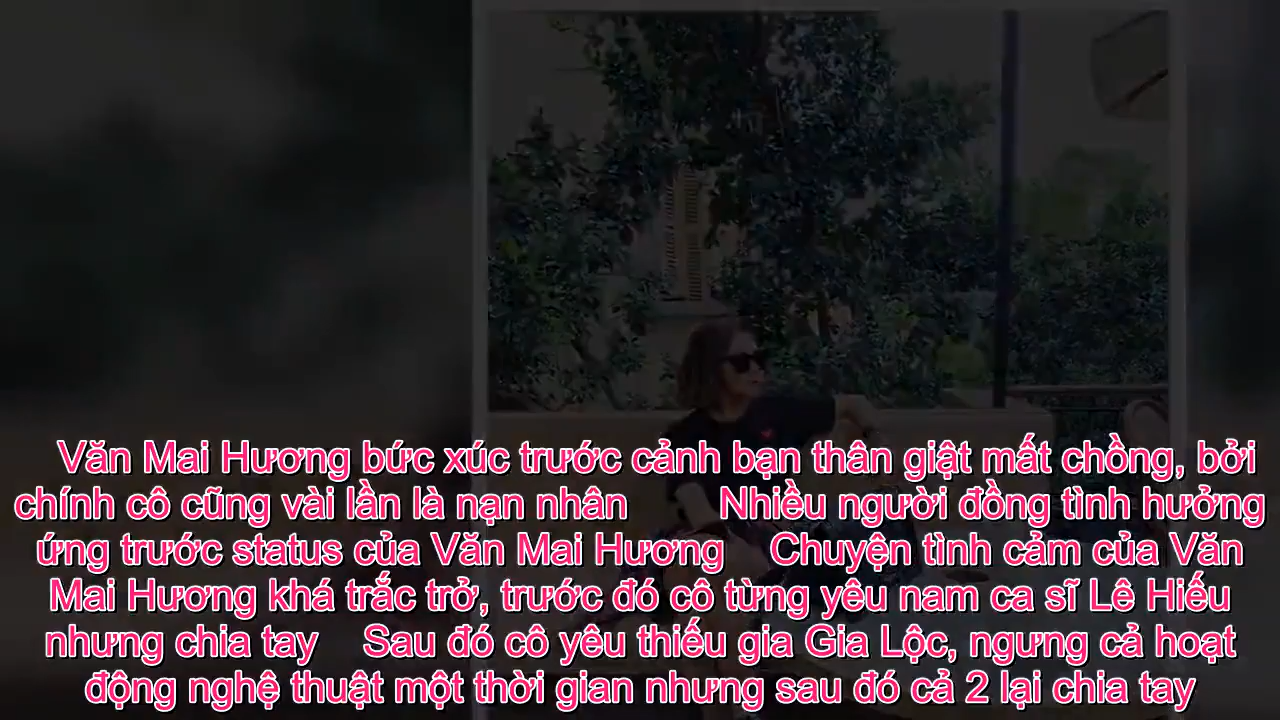 Văn Mai Hương bức xúc trước cảnh bạn thân giật mất chồng, bởi
chính cô cũng vài lần là nạn nhân Nhiều người đồng tình hưởng
ứng trước status của Văn Mai Hương Chuyện tình cảm của Văn
Mai Hương khá trắc trở, trước đó cô từng yêu nam ca sĩ Lê Hiếu
nhưng chia tay Sau đó cô yêu thiếu gia Gia Lộc, ngưng cả hoạt
động nghệ thuật một thời gian nhưng sau đó cả 2 lại chia tay